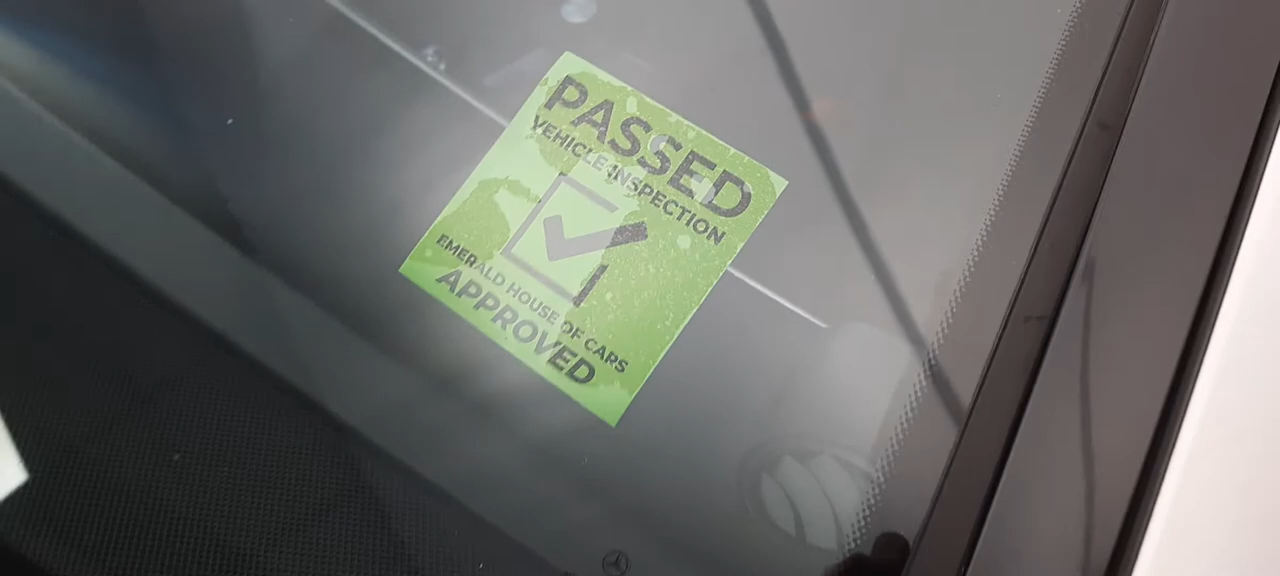 PASSED
VEHICLE INSPECTION
EMERALD HOUSE OF CARS
APPROVED